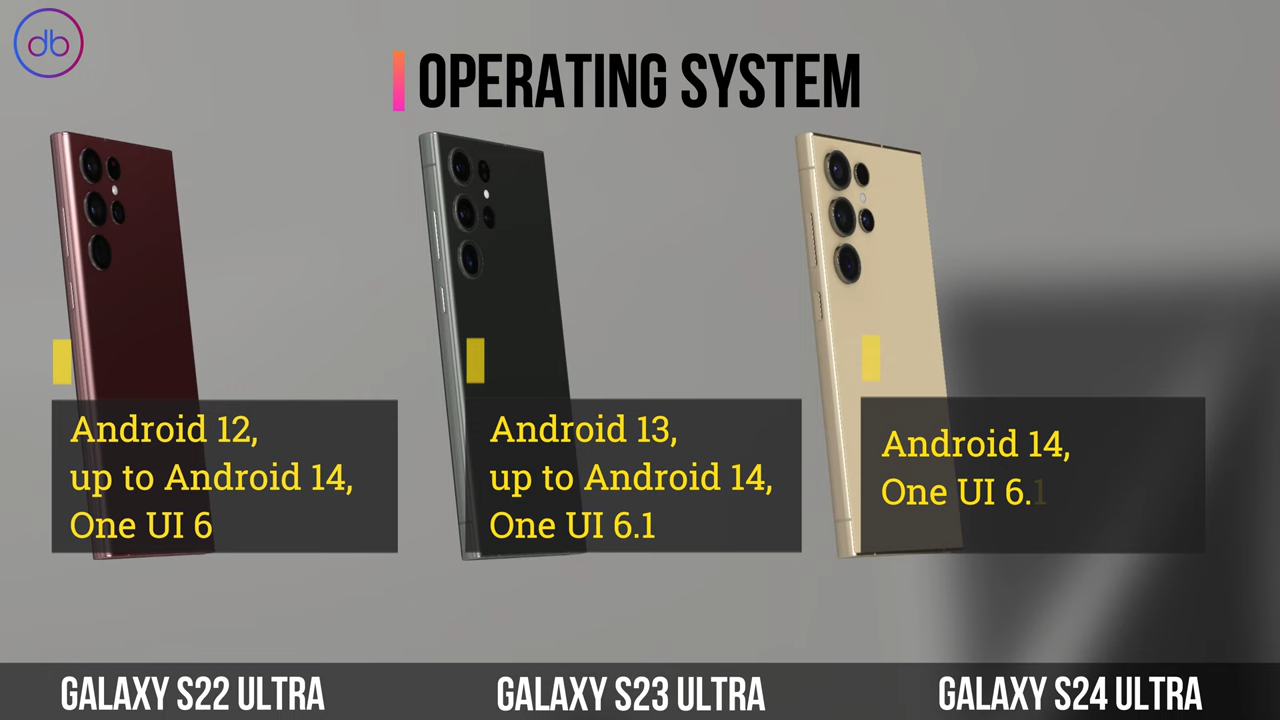 db
OPERATING SYSTEM
Android 12,
up to Android 14,
One UI 6
Android 13,
up to Android 14,
One UI 6.1
Android 14,
One UI 6.1
GALAXY S22 ULTRA
GALAXY S23 ULTRA
GALAXY S24 ULTRA